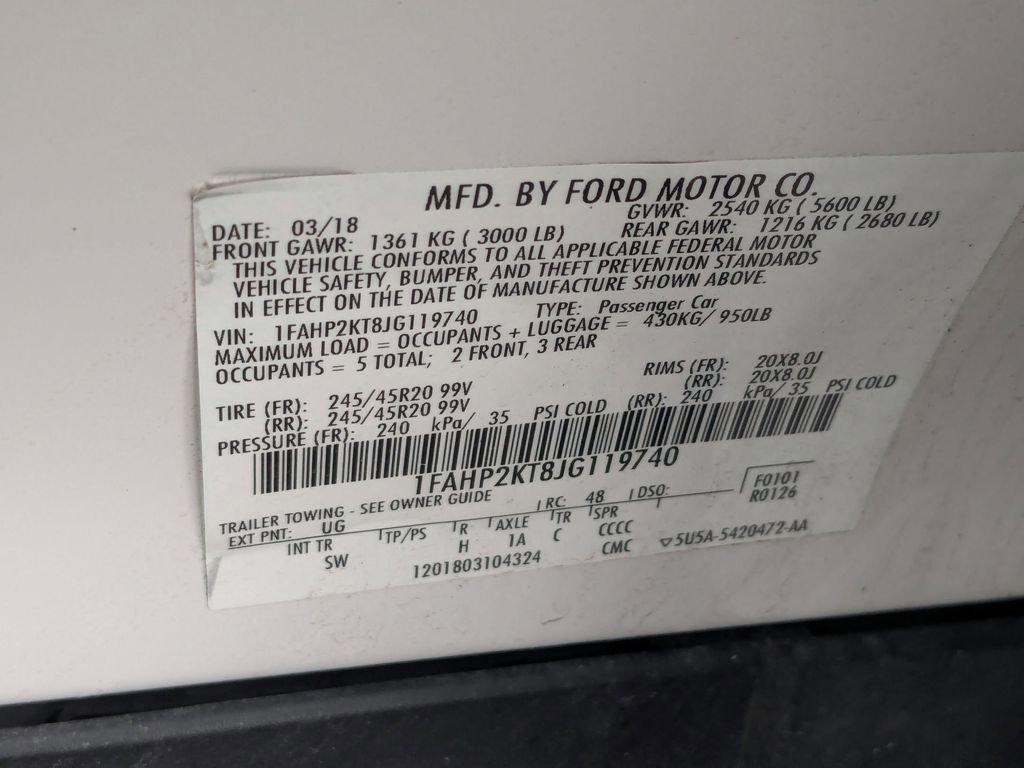 MFD. BY FORD MOTOR CO.
DATE: 03/18 GVWR: 2540 KG ( 5600 LB)
FRONT GAWR: 1361 KG ( 3000 LB) REAR GAWR: 1216 KG ( 2680 LB)
THIS VEHICLE CONFORMS TO ALL APPLICABLE FEDERAL MOTOR
VEHICLE SAFETY, BUMPER, AND THEFT PREVENTION STANDARDS
IN EFFECT ON THE DATE OF MANUFACTURE SHOWN ABOVE.
VIN: 1FAHP2KT8JG119740 TYPE: Passenger Car
MAXIMUM LOAD = OCCUPANTS + LUGGAGE = 430KG/ 950LB
OCCUPANTS = 5 TOTAL; 2 FRONT, 3 REAR
TIRE (FR): 245/45R20 99V RIMS (FR): 20X8.0J
(RR): 245/45R20 99V (RR): 20X8.0J
PRESSURE (FR): 240 kPa/ 35 PSI COLD (RR): 240 kPa/ 35 PSI COLD
1FAHP2KT8JG119740
TRAILER TOWING - SEE OWNER GUIDE F0101
EXT PNT: UG RC: 48 DSO: R0126
INT TR TP/PS R AXLE TR SPR
SW H 1A C CCCC
1201803104324 CMC ▽5U5A-5420472-AA